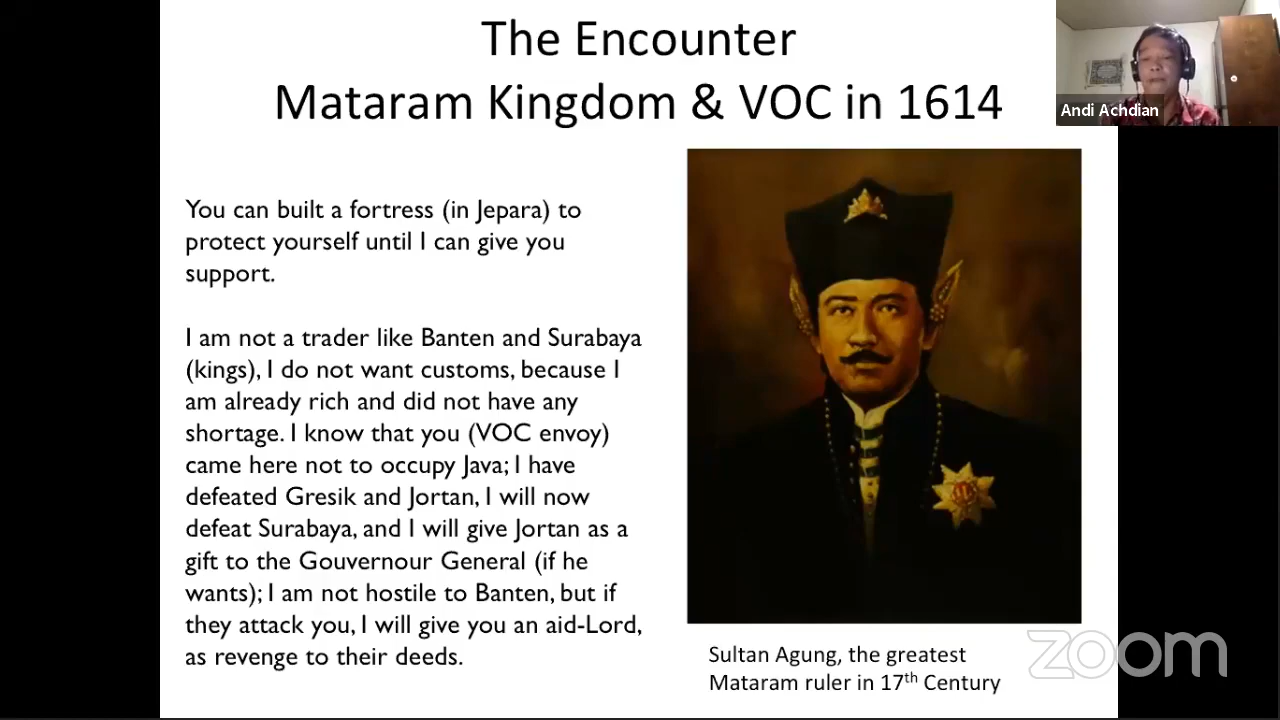 The Encounter
Mataram Kingdom & VOC in 1614
Andi Achdian
You can built a fortress (in Jepara) to
protect yourself until I can give you
support.
I am not a trader like Banten and Surabaya
(kings), I do not want customs, because I
am already rich and did not have any
shortage. I know that you (VOC envoy)
came here not to occupy Java; I have
defeated Gresik and Jortan, I will now
defeat Surabaya, and I will give Jortan as a
gift to the Gouvernour General (if he
wants); I am not hostile to Banten, but if
they attack you, I will give you an aid-Lord,
as revenge to their deeds.
Sultan Agung, the greatest
Mataram ruler in 17th Century
zoom